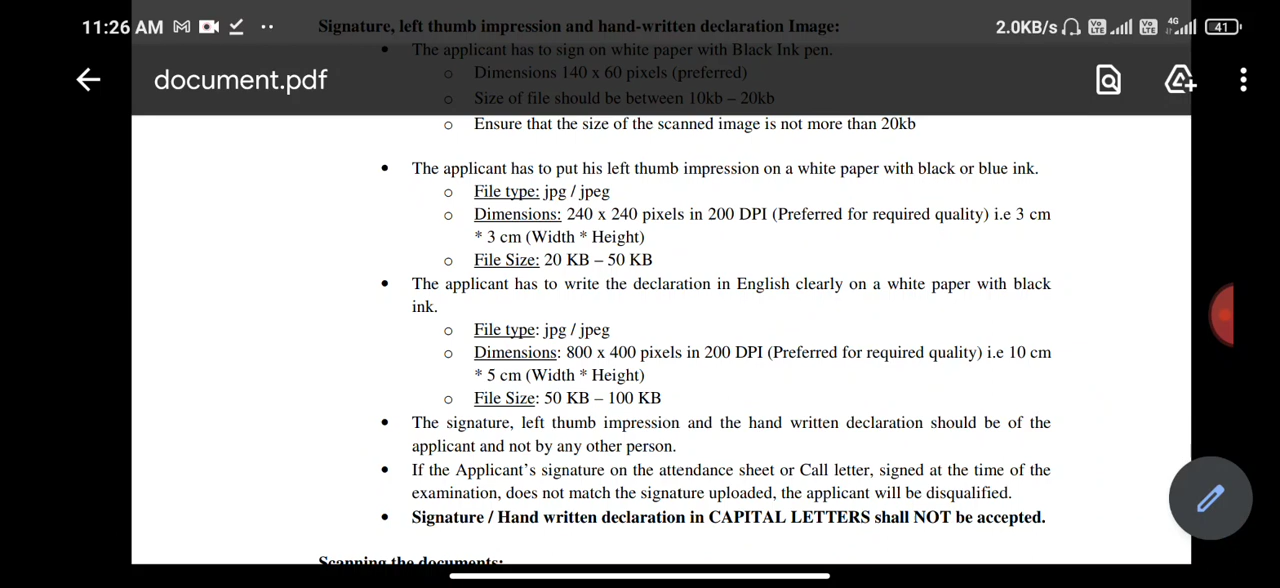 11:26 AM
2.0KB/s
Vo LTE
Vo LTE
4G
41
Signature, left thumb impression and hand-written declaration Image:
• The applicant has to sign on white paper with Black Ink pen.
document.pdf
o Dimensions 140 x 60 pixels (preferred)
o Size of file should be between 10kb – 20kb
o Ensure that the size of the scanned image is not more than 20kb
• The applicant has to put his left thumb impression on a white paper with black or blue ink.
o File type: jpg / jpeg
o Dimensions: 240 x 240 pixels in 200 DPI (Preferred for required quality) i.e 3 cm
* 3 cm (Width * Height)
o File Size: 20 KB – 50 KB
• The applicant has to write the declaration in English clearly on a white paper with black
ink.
o File type: jpg / jpeg
o Dimensions: 800 x 400 pixels in 200 DPI (Preferred for required quality) i.e 10 cm
* 5 cm (Width * Height)
o File Size: 50 KB – 100 KB
• The signature, left thumb impression and the hand written declaration should be of the
applicant and not by any other person.
• If the Applicant’s signature on the attendance sheet or Call letter, signed at the time of the
examination, does not match the signature uploaded, the applicant will be disqualified.
• Signature / Hand written declaration in CAPITAL LETTERS shall NOT be accepted.
Scanning the documents: